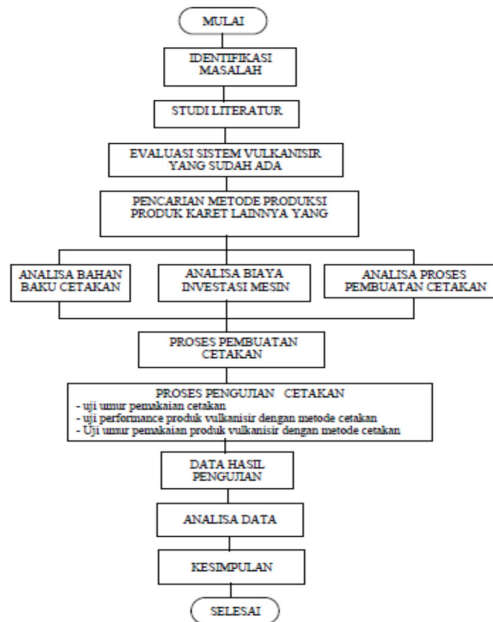 MULAI
IDENTIFIKASI
MASALAH
STUDI LITERATUR
EVALUASI SISTEM VULKANISIR
YANG SUDAH ADA
PENCARIAN METODE PRODUKSI
PRODUK KARET LAINNYA YANG
ANALISA BAHAN
BAKU CETAKAN
ANALISA BIAYA
INVESTASI MESIN
ANALISA PROSES
PEMBUATAN CETAKAN
PROSES PEMBUATAN
CETAKAN
PROSES PENGUJIAN CETAKAN
- uji umur pemakaian cetakan
- uji performance produk vulkanisir dengan metode cetakan
- Uji umur pemakaian produk vulkanisir dengan metode cetakan
DATA HASIL
PENGUJIAN
ANALISA DATA
KESIMPULAN
SELESAI